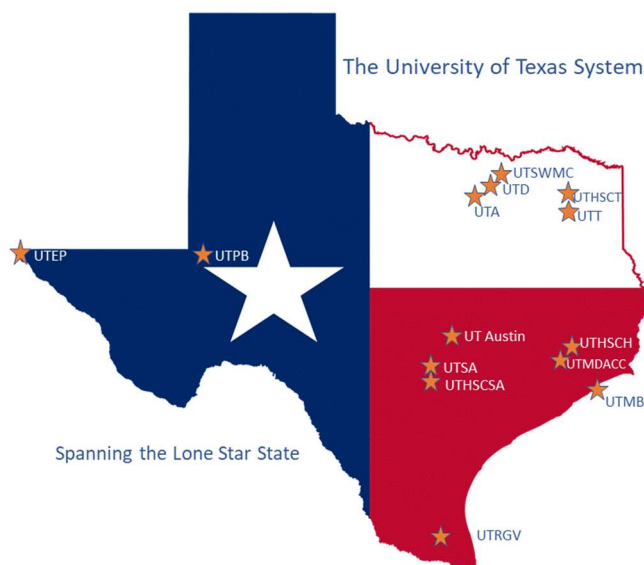 The University of Texas System
UTSWMC
UTD
UTHSCT
UTA
UTT
UTEP
UTPB
UT Austin
UTHSCH
UTMDACC
UTSA
UTHSCSA
UTMB
Spanning the Lone Star State
UTRGV